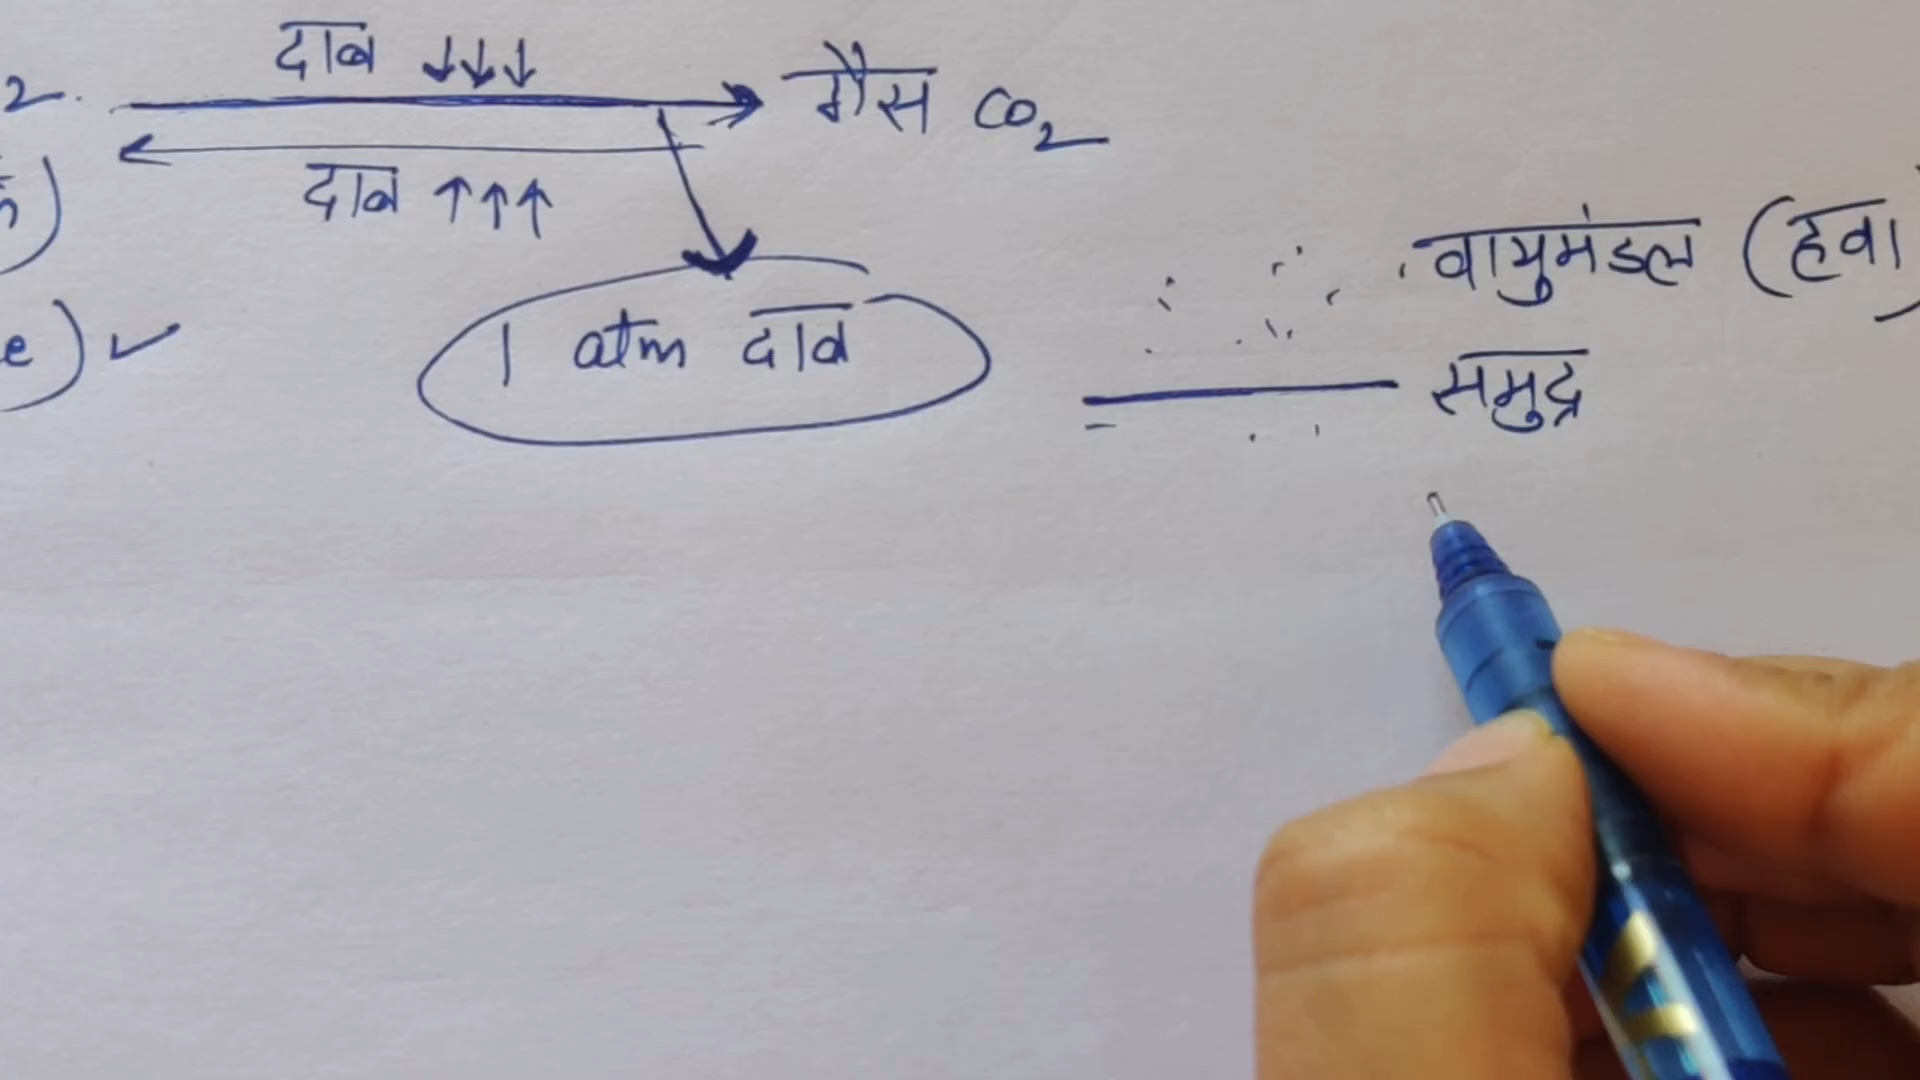 दाब ↓↓↓
2. गैस CO₂
दाब ↑↑↑
वायुमंडल (हवा)
e) ✓ 1 atm दाब
समुद्र